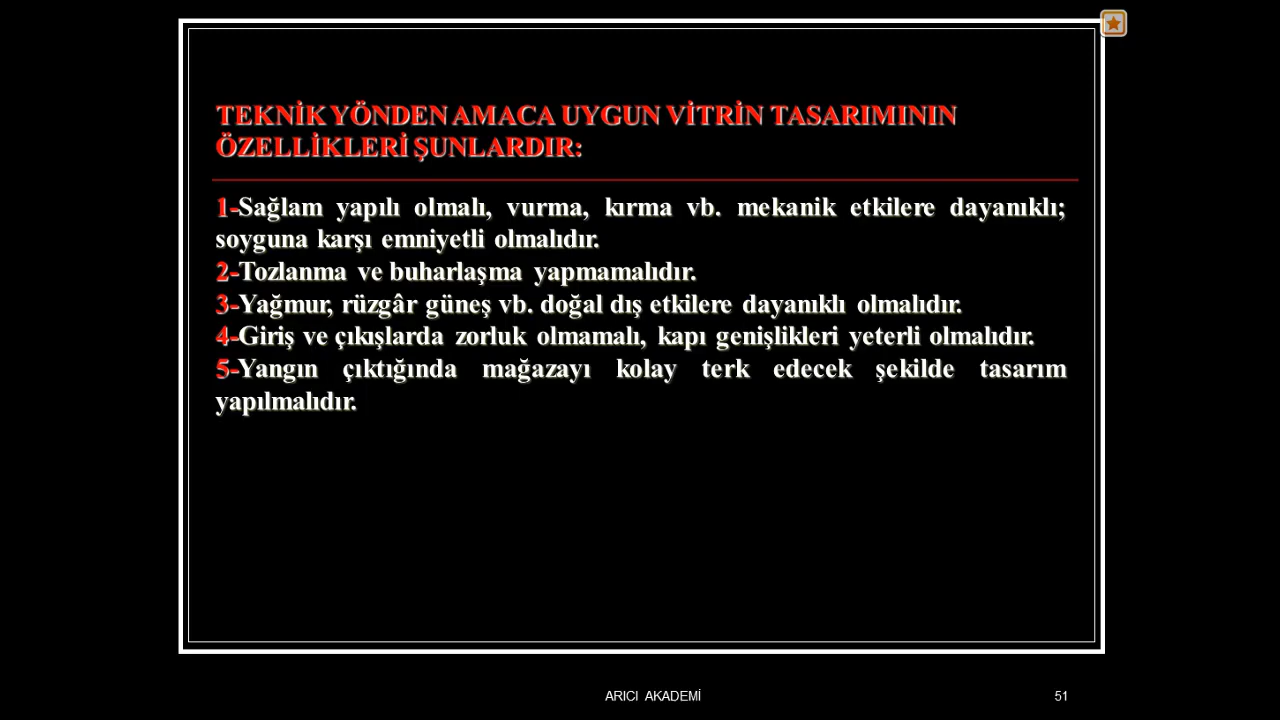 TEKNİK YÖNDEN AMACA UYGUN VİTRİN TASARIMININ
ÖZELLİKLERİ ŞUNLARDIR:
1-Sağlam yapılı olmalı, vurma, kırma vb. mekanik etkilere dayanıklı;
soyguna karşı emniyetli olmalıdır.
2-Tozlanma ve buharlaşma yapmamalıdır.
3-Yağmur, rüzgâr güneş vb. doğal dış etkilere dayanıklı olmalıdır.
4-Giriş ve çıkışlarda zorluk olmamalı, kapı genişlikleri yeterli olmalıdır.
5-Yangın çıktığında mağazayı kolay terk edecek şekilde tasarım
yapılmalıdır.
ARICI AKADEMİ
51